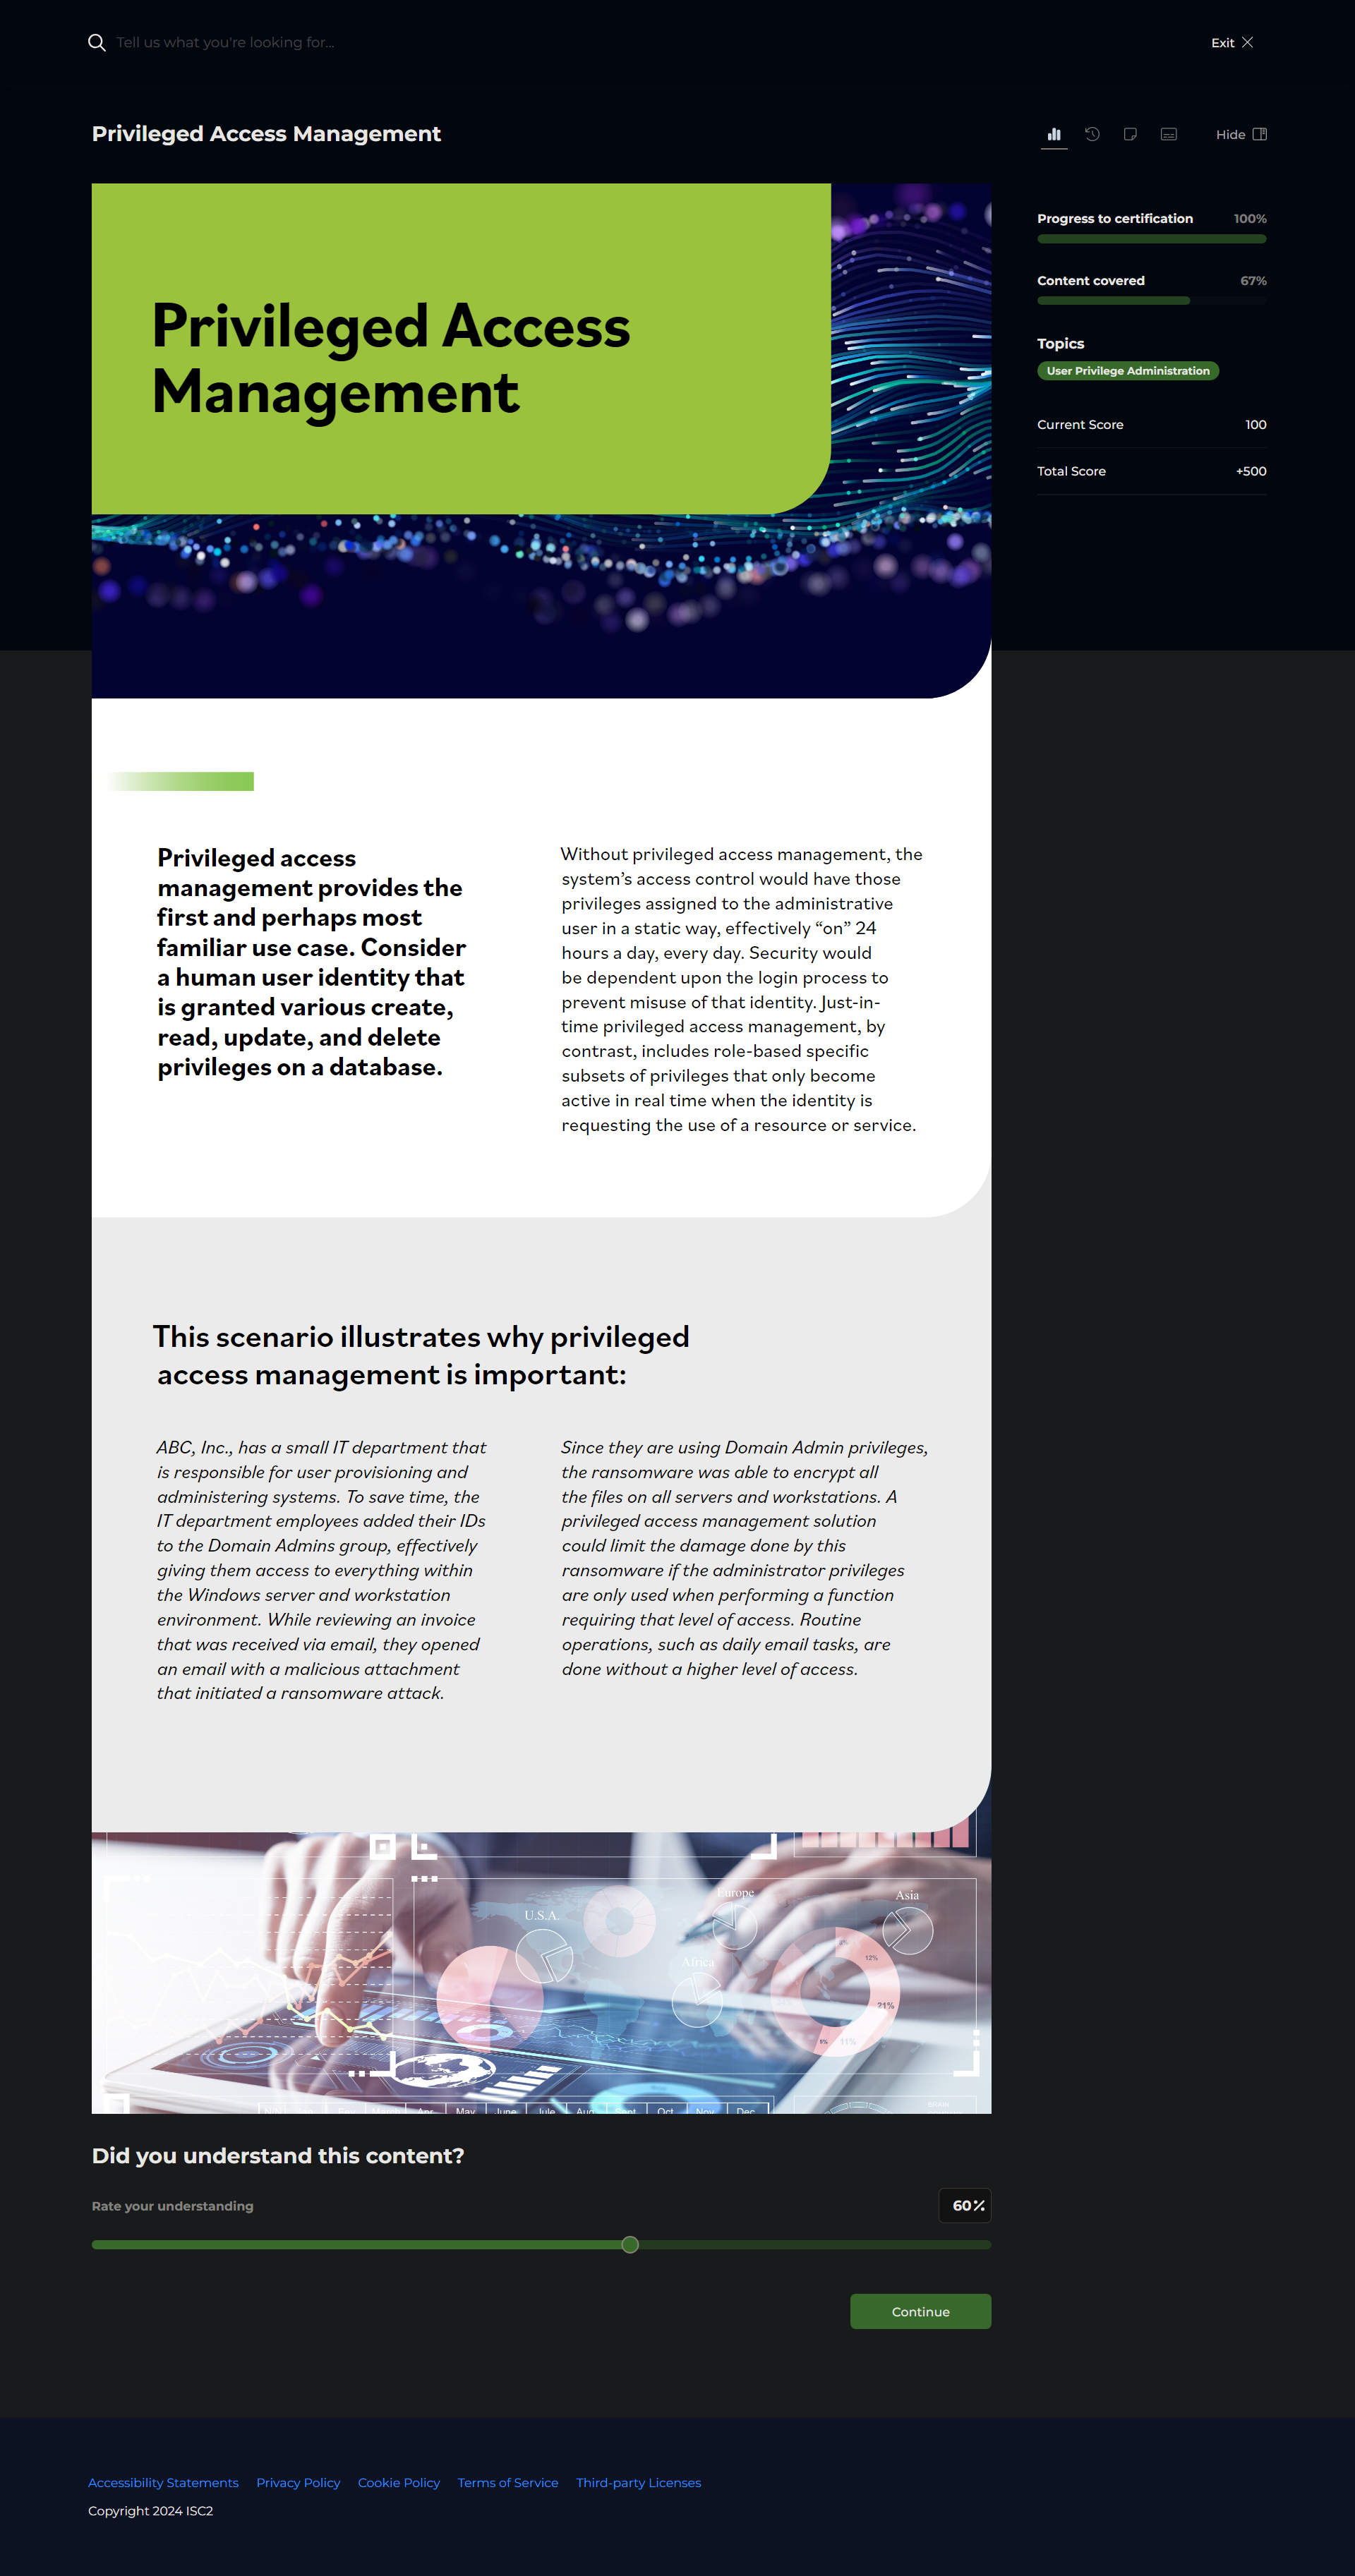 Tell us what you're looking for...
Exit
Privileged Access Management
Hide
Privileged Access
Management
Progress to certification 100%
Content covered 67%
Topics
User Privilege Administration
Current Score 100
Total Score +500
Privileged access
management provides the
first and perhaps most
familiar use case. Consider
a human user identity that
is granted various create,
read, update, and delete
privileges on a database.
Without privileged access management, the
system’s access control would have those
privileges assigned to the administrative
user in a static way, effectively “on” 24
hours a day, every day. Security would
be dependent upon the login process to
prevent misuse of that identity. Just-in-
time privileged access management, by
contrast, includes role-based specific
subsets of privileges that only become
active in real time when the identity is
requesting the use of a resource or service.
This scenario illustrates why privileged
access management is important:
ABC, Inc., has a small IT department that
is responsible for user provisioning and
administering systems. To save time, the
IT department employees added their IDs
to the Domain Admins group, effectively
giving them access to everything within
the Windows server and workstation
environment. While reviewing an invoice
that was received via email, they opened
an email with a malicious attachment
that initiated a ransomware attack.
Since they are using Domain Admin privileges,
the ransomware was able to encrypt all
the files on all servers and workstations. A
privileged access management solution
could limit the damage done by this
ransomware if the administrator privileges
are only used when performing a function
requiring that level of access. Routine
operations, such as daily email tasks, are
done without a higher level of access.
Europe
Asia
U.S.A.
Africa
12%
21%
11%
May June Jule Aug Sept Oct Nov Dec
Did you understand this content?
Rate your understanding
60%
Continue
Accessibility Statements Privacy Policy Cookie Policy Terms of Service Third-party Licenses
Copyright 2024 ISC2